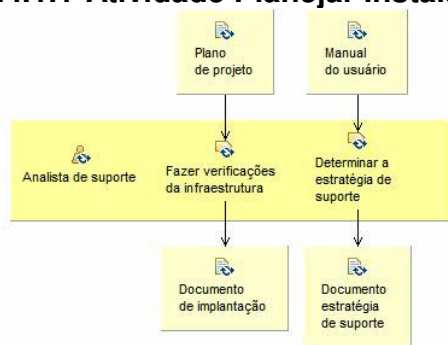 Atividade Planejar
Plano
de projeto
Manual
do usuário
Analista de suporte
Fazer verificações
da infraestrutura
Determinar a
estratégia de
suporte
Documento
de implantação
Documento
estratégia
de suporte